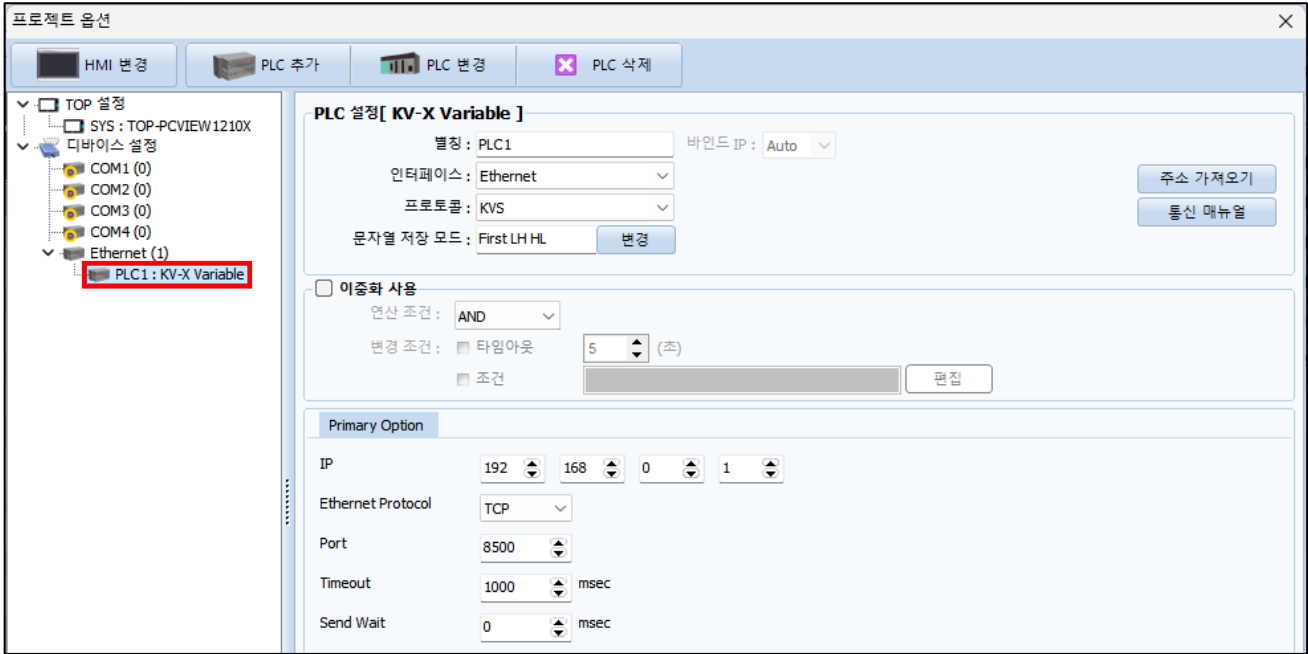 프로젝트 옵션
HMI 변경
PLC 추가
PLC 변경
PLC 삭제
TOP 설정
SYS : TOP-PCVIEW1210X
디바이스 설정
COM1 (0)
COM2 (0)
COM3 (0)
COM4 (0)
Ethernet (1)
PLC1 : KV-X Variable
PLC 설정[ KV-X Variable ]
별칭 : PLC1 바인드 IP : Auto
인터페이스 : Ethernet
주소 가져오기
프로토콜 : KVS
통신 매뉴얼
문자열 저장 모드 : First LH HL 변경
이중화 사용
연산 조건 : AND
변경 조건 : 타임아웃 5 (초)
조건 편집
Primary Option
IP 192 168 0 1
Ethernet Protocol TCP
Port 8500
Timeout 1000 msec
Send Wait 0 msec